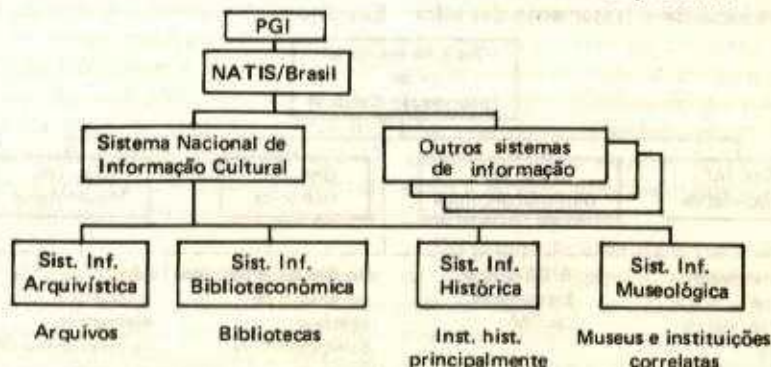 PGI
NATIS/Brasil
Sistema Nacional de
Informação Cultural
Outros sistemas
de informação
Sist. Inf.
Arquivística
Sist. Inf.
Biblioteconômica
Sist. Inf.
Histórica
Sist. Inf.
Museológica
Arquivos
Bibliotecas
Inst. hist.
principalmente
Museus e instituições
correlatas